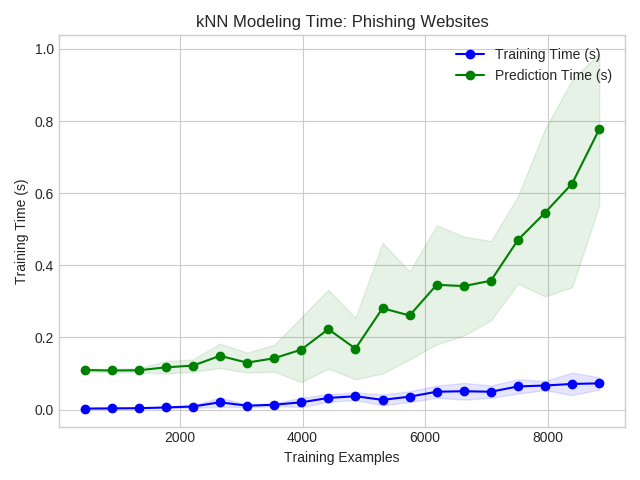 kNN Modeling Time: Phishing Websites
Training Time (s)
Prediction Time (s)
Training Time (s)
1.0
0.8
0.6
0.4
0.2
0.0
2000 4000 6000 8000
Training Examples